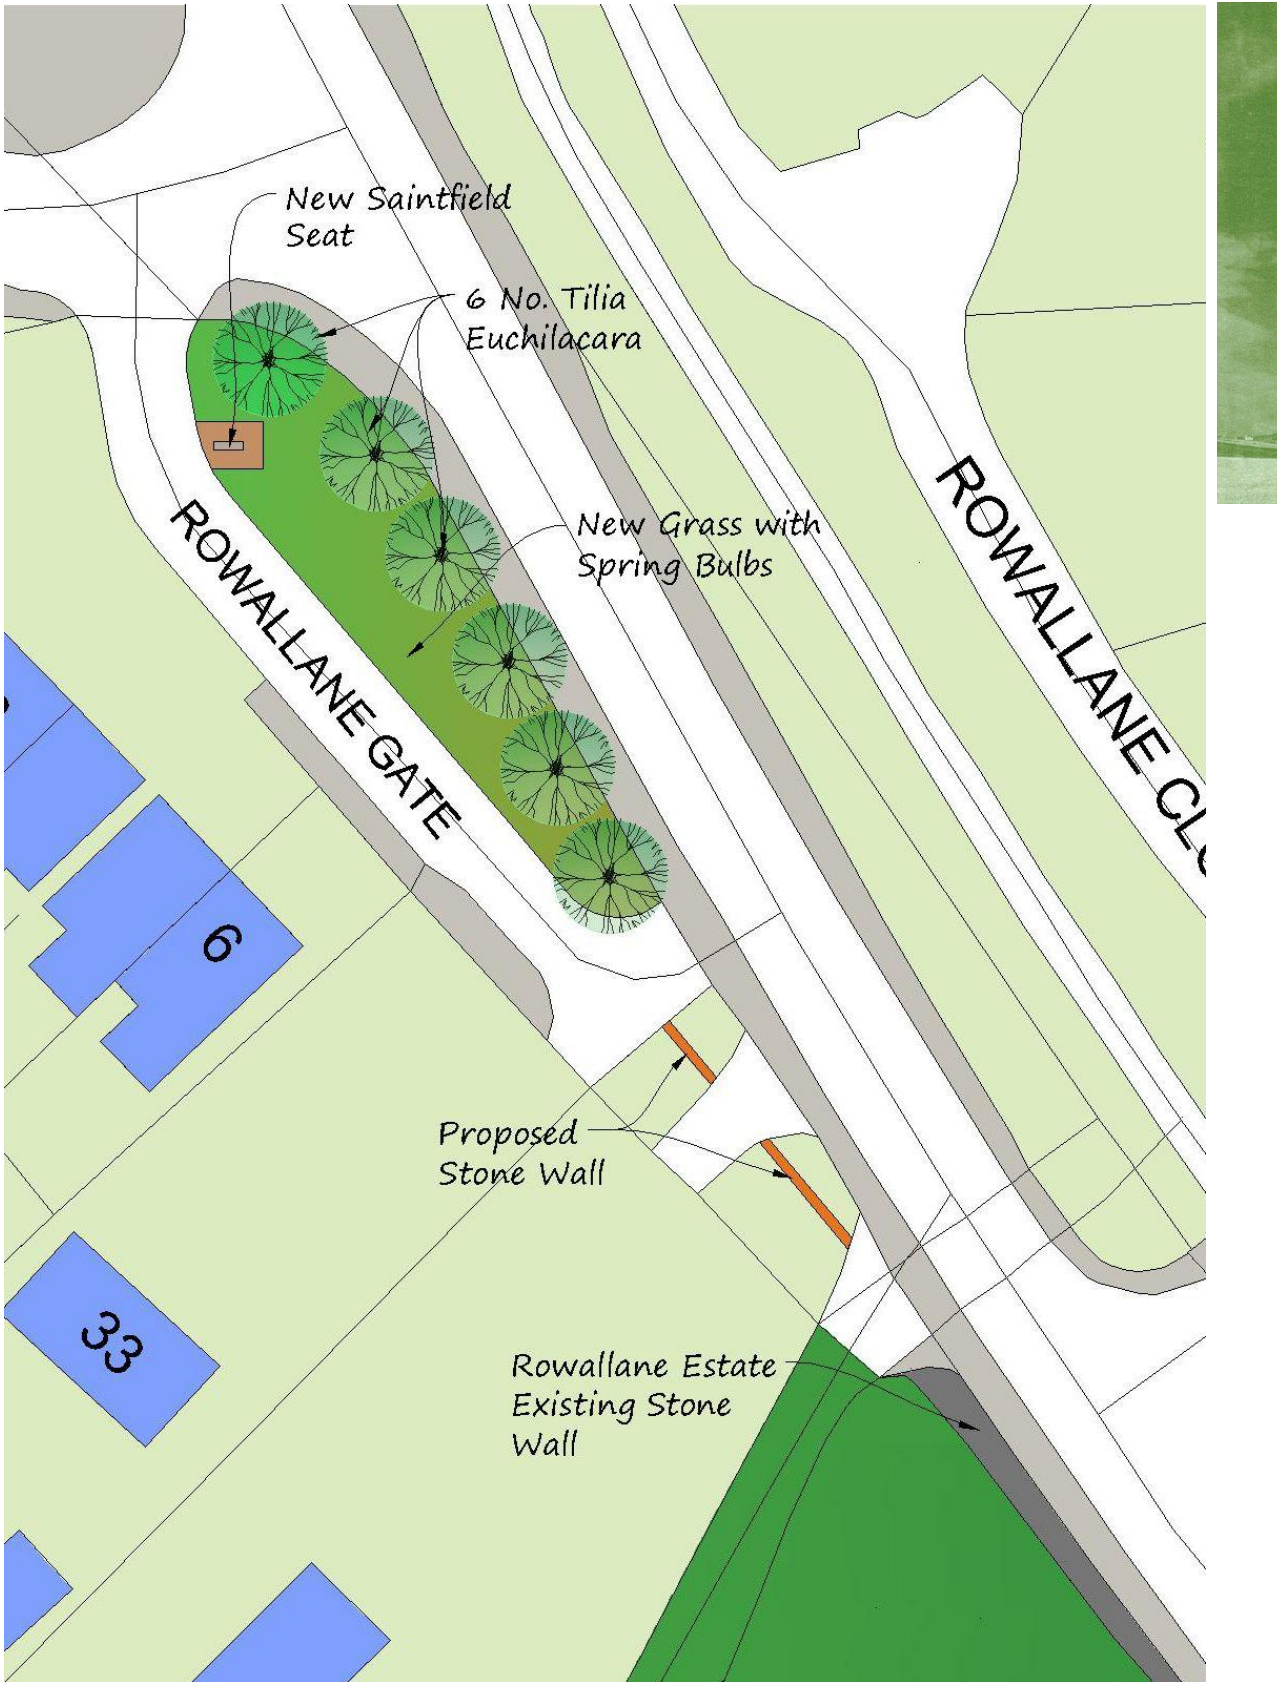 New Saintfield
Seat
6 No. Tilia
Euchilacara
New Grass with
Spring Bulbs
ROWALLANE GATE
ROWALLANE CLO
6
Proposed
Stone Wall
33
Rowallane Estate
Existing Stone
Wall